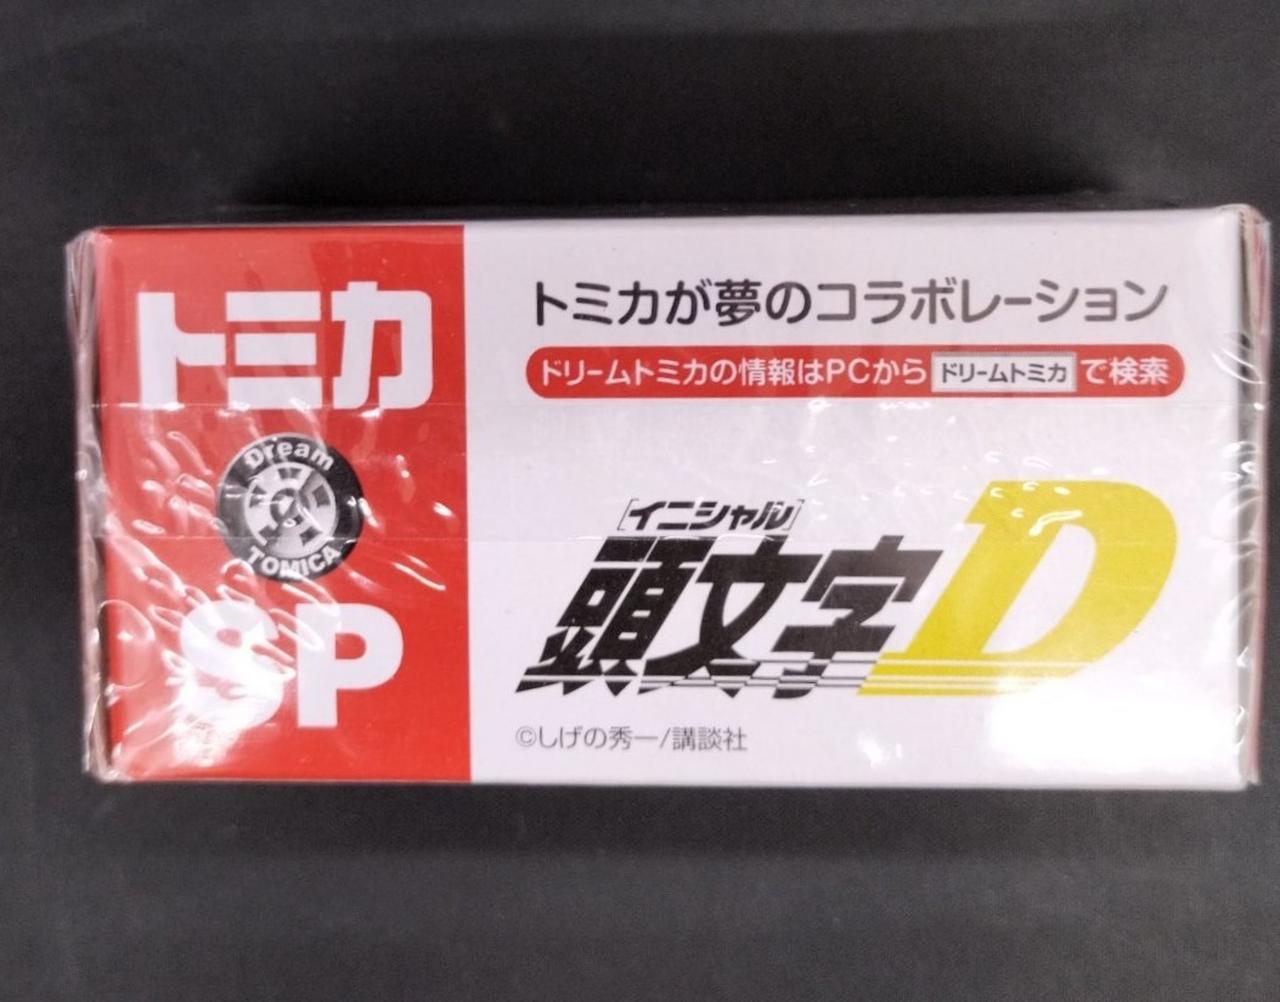 トミカ
Dream
TOMICA
SP
トミカが夢のコラボレーション
ドリームトミカの情報はPCから ドリームトミカ で検索
[イニシャル]
頭文字D
©しげの秀一/講談社